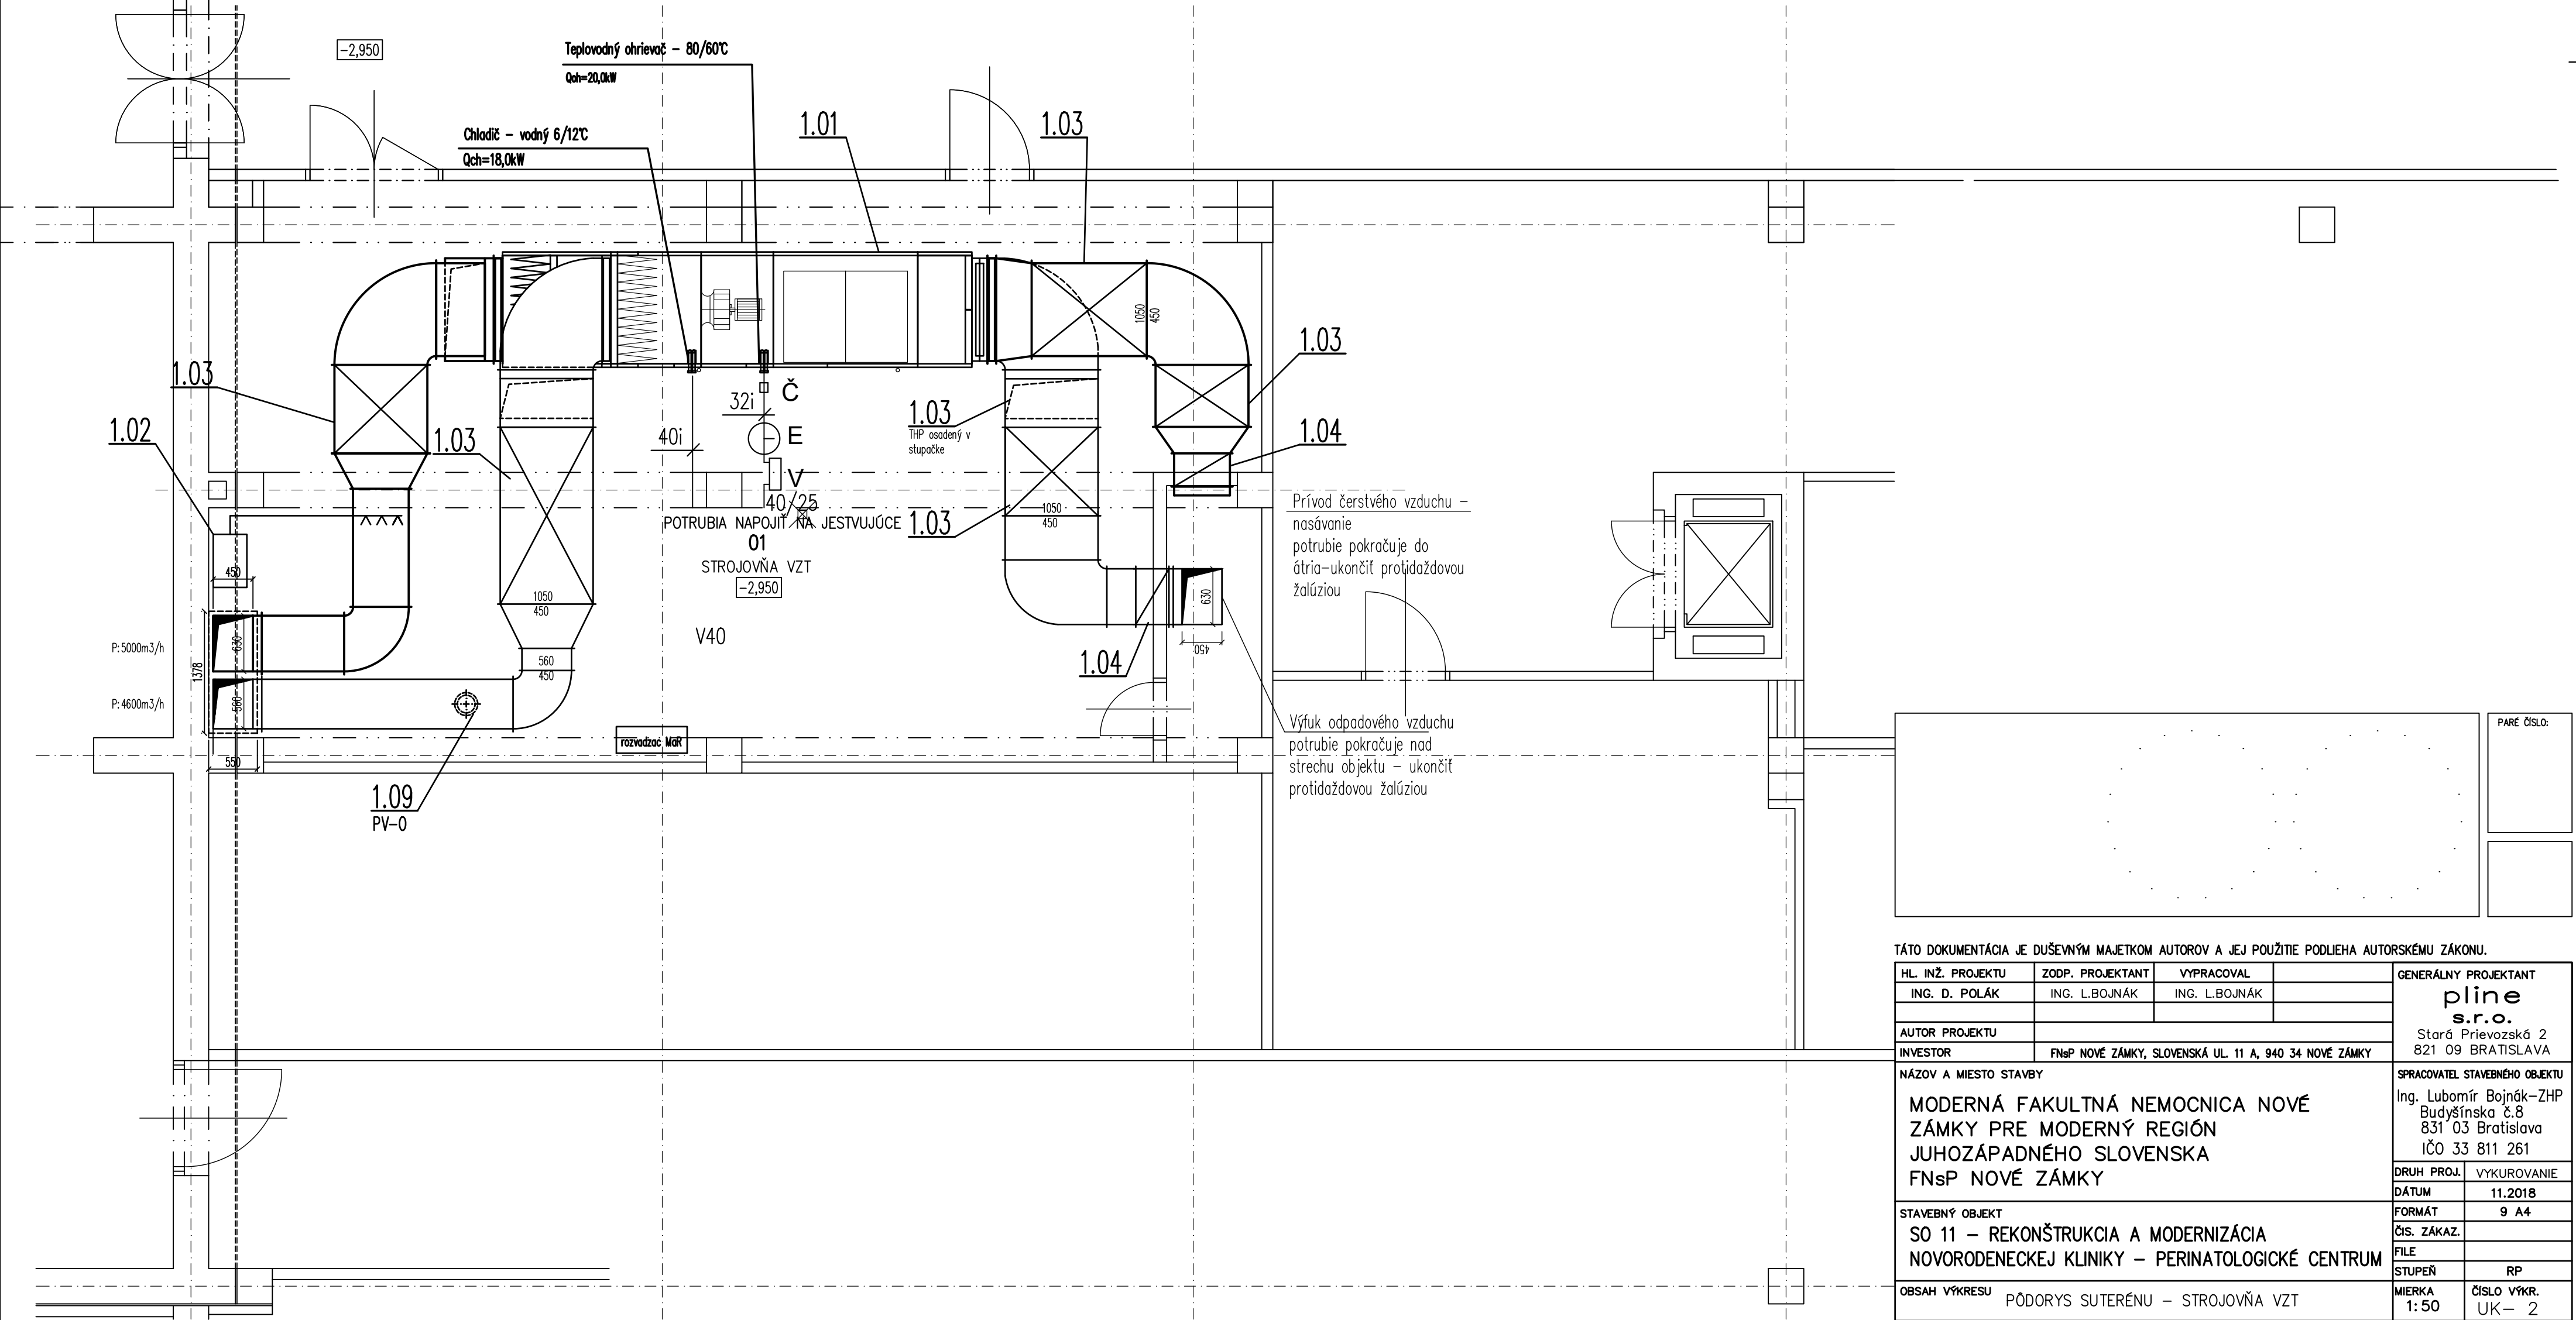 -2,950
Teplovodný ohrievač - 80/60°C
Qoh=20,0kW
Chladič - vodný 6/12°C
Qch=18,0kW
1.01
1.03
1.03
1.03
1.02
1.03
32i
Č
40i
E
V
40/25
1.03
THP osadený v
stupačke
1.04
1050
450
POTRUBIA NAPOJIŤ NA JESTVUJÚCE
01
STROJOVŇA VZT
-2,950
V40
1.03
1050
450
Prívod čerstvého vzduchu -
nasávanie
potrubie pokračuje do
átria-ukončiť protidaždovou
žalúziou
450
1050
450
630
450
1.04
P:5000m3/h
630
1378
P:4600m3/h
560
560
450
550
rozvadzac MaR
1.09
PV-0
Výfuk odpadového vzduchu
potrubie pokračuje nad
strechu objektu - ukončiť
protidaždovou žalúziou
PARÉ ČÍSLO:
TÁTO DOKUMENTÁCIA JE DUŠEVNÝM MAJETKOM AUTOROV A JEJ POUŽITIE PODLIEHA AUTORSKÉMU ZÁKONU.
HL. INŽ. PROJEKTU ZODP. PROJEKTANT VYPRACOVAL
ING. D. POLÁK ING. L.BOJNÁK ING. L.BOJNÁK
AUTOR PROJEKTU
INVESTOR FNsP NOVÉ ZÁMKY, SLOVENSKÁ UL. 11 A, 940 34 NOVÉ ZÁMKY
GENERÁLNY PROJEKTANT
pline
s.r.o.
Stará Prievozská 2
821 09 BRATISLAVA
NÁZOV A MIESTO STAVBY
MODERNÁ FAKULTNÁ NEMOCNICA NOVÉ
ZÁMKY PRE MODERNÝ REGIÓN
JUHOZÁPADNÉHO SLOVENSKA
FNsP NOVÉ ZÁMKY
SPRACOVATEL STAVEBNÉHO OBJEKTU
Ing. Lubomír Bojnák-ZHP
Budyšínska č.8
831 03 Bratislava
IČO 33 811 261
DRUH PROJ. VYKUROVANIE
DÁTUM 11.2018
FORMÁT 9 A4
ČIS. ZÁKAZ.
FILE
STUPEŇ RP
STAVEBNÝ OBJEKT
SO 11 - REKONŠTRUKCIA A MODERNIZÁCIA
NOVORODENECKEJ KLINIKY - PERINATOLOGICKÉ CENTRUM
OBSAH VÝKRESU PÔDORYS SUTERÉNU - STROJOVŇA VZT
MIERKA
1:50
ČÍSLO VÝKR.
UK- 2